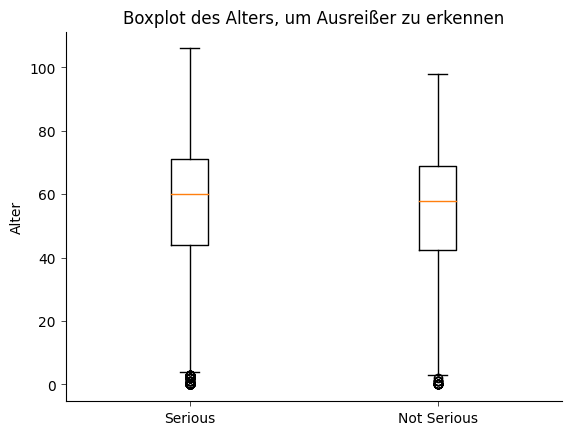 Boxplot des Alters, um Ausreißer zu erkennen
Alter
100
80
60
40
20
0
Serious
Not Serious